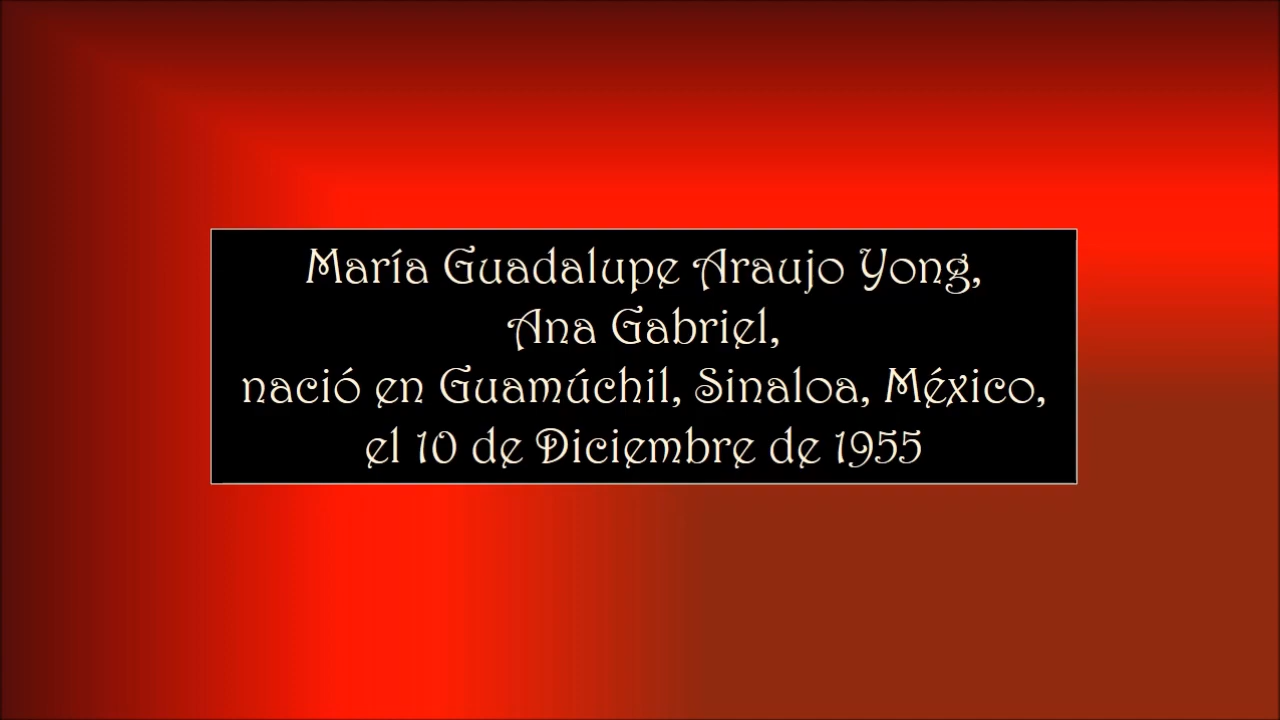 María Guadalupe Araujo Yong,
Ana Gabriel,
nació en Guamúchil, Sinaloa, México,
el 10 de Diciembre de 1955